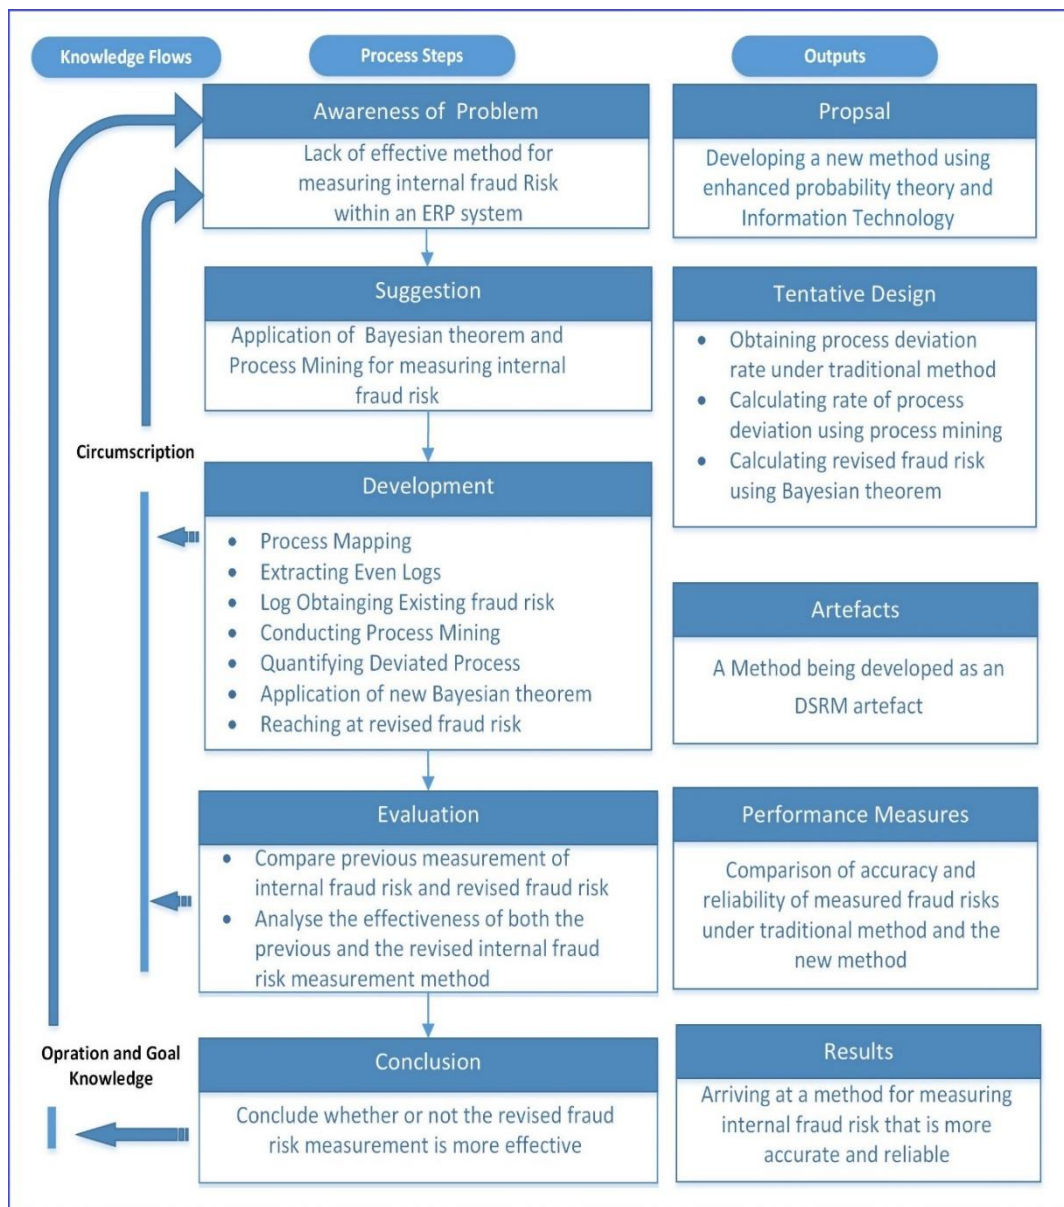 Knowledge Flows
Process Steps
Outputs
Awareness of Problem
Lack of effective method for
measuring internal fraud Risk
within an ERP system
Propsal
Developing a new method using
enhanced probability theory and
Information Technology
Suggestion
Application of Bayesian theorem and
Process Mining for measuring internal
fraud risk
Tentative Design
• Obtaining process deviation
rate under traditional method
• Calculating rate of process
deviation using process mining
• Calculating revised fraud risk
using Bayesian theorem
Circumscription
Development
• Process Mapping
• Extracting Even Logs
• Log Obtainging Existing fraud risk
• Conducting Process Mining
• Quantifying Deviated Process
• Application of new Bayesian theorem
• Reaching at revised fraud risk
Artefacts
A Method being developed as an
DSRM artefact
Evaluation
• Compare previous measurement of
internal fraud risk and revised fraud risk
• Analyse the effectiveness of both the
previous and the revised internal fraud
risk measurement method
Performance Measures
Comparison of accuracy and
reliability of measured fraud risks
under traditional method and the
new method
Opration and Goal
Knowledge
Conclusion
Conclude whether or not the revised fraud
risk measurement is more effective
Results
Arriving at a method for measuring
internal fraud risk that is more
accurate and reliable